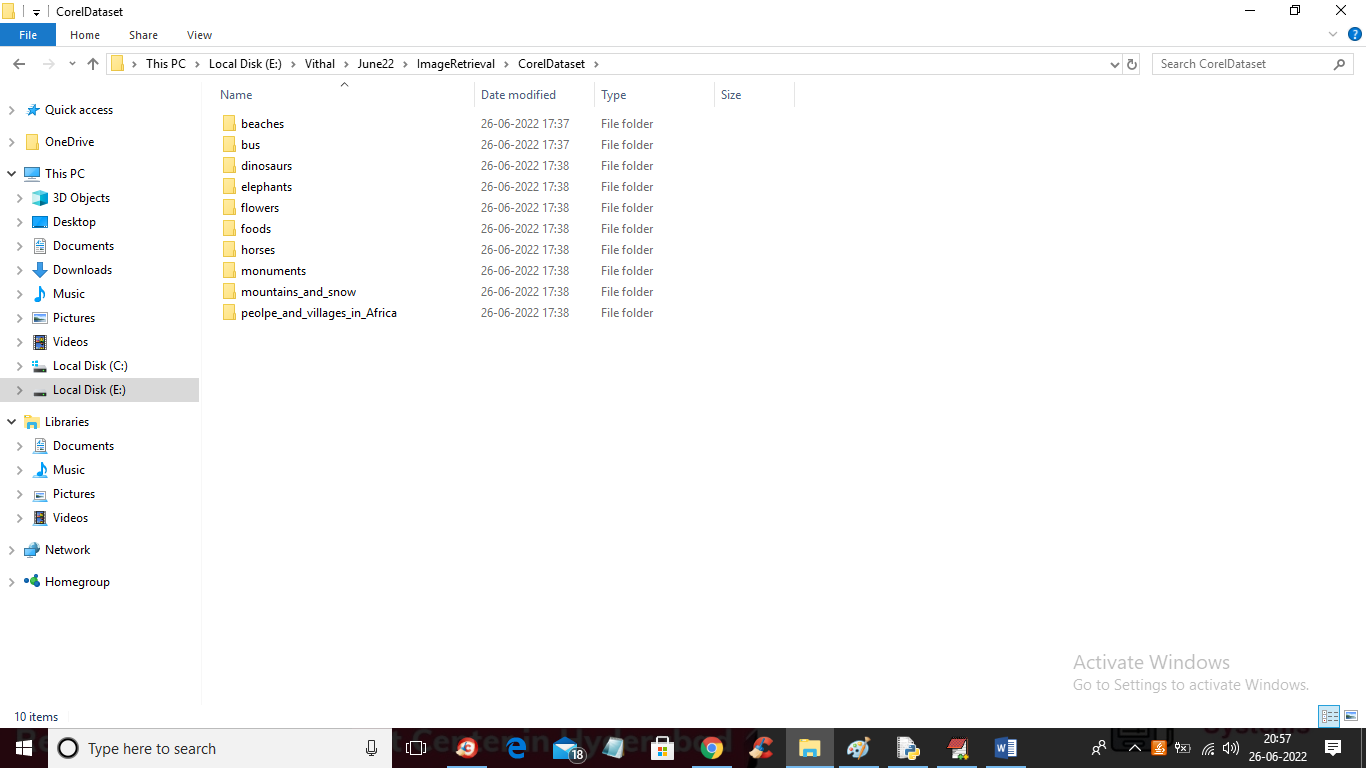 CorelDataset
File Home Share View
This PC Local Disk (E:) Vithal June22 ImageRetrieval CorelDataset
Search CorelDataset
Name Date modified Type Size
Quick access
OneDrive
This PC
3D Objects
Desktop
Documents
Downloads
Music
Pictures
Videos
Local Disk (C:)
Local Disk (E:)
Libraries
Documents
Music
Pictures
Videos
Network
Homegroup
beaches 26-06-2022 17:37 File folder
bus 26-06-2022 17:37 File folder
dinosaurs 26-06-2022 17:38 File folder
elephants 26-06-2022 17:38 File folder
flowers 26-06-2022 17:38 File folder
foods 26-06-2022 17:38 File folder
horses 26-06-2022 17:38 File folder
monuments 26-06-2022 17:38 File folder
mountains_and_snow 26-06-2022 17:38 File folder
peolpe_and_villages_in_Africa 26-06-2022 17:38 File folder
Activate Windows
Go to Settings to activate Windows.
10 items
Type here to search
18
20:57
26-06-2022